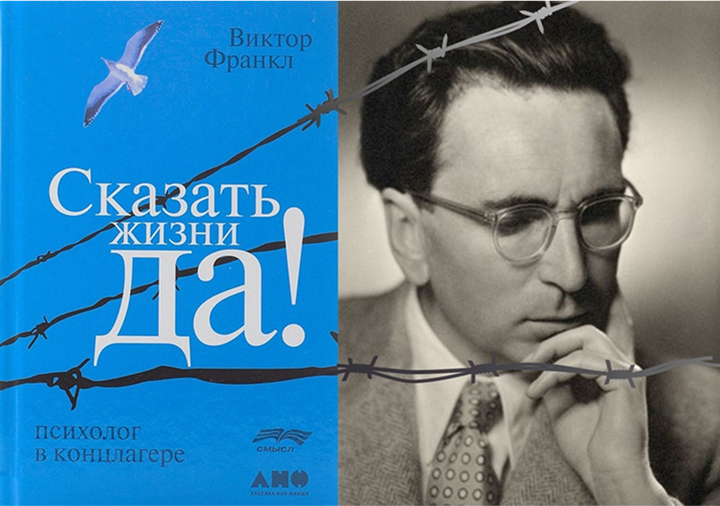 Виктор
Франкл
Сказать
жизни
да!
психолог
в концлагере
СМЫСЛ
АНФ
АЛЬПИНА НОН-ФИКШН